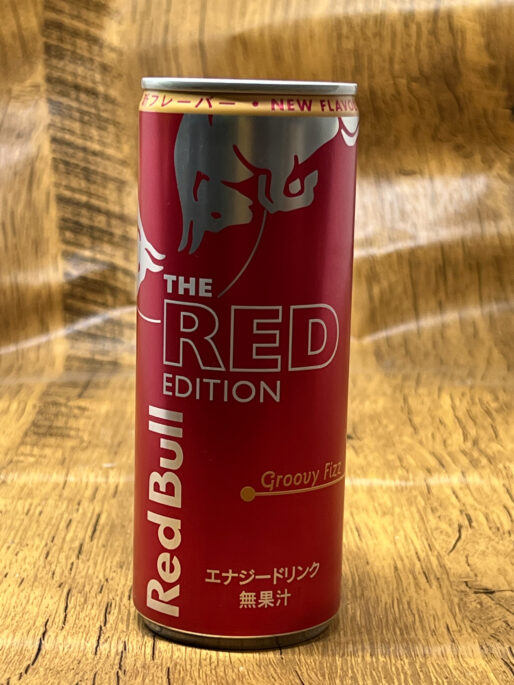 フレーバー • NEW FLAVO
THE
RED
EDITION
Red Bull
Groovy Fizz
エナジードリンク
無果汁